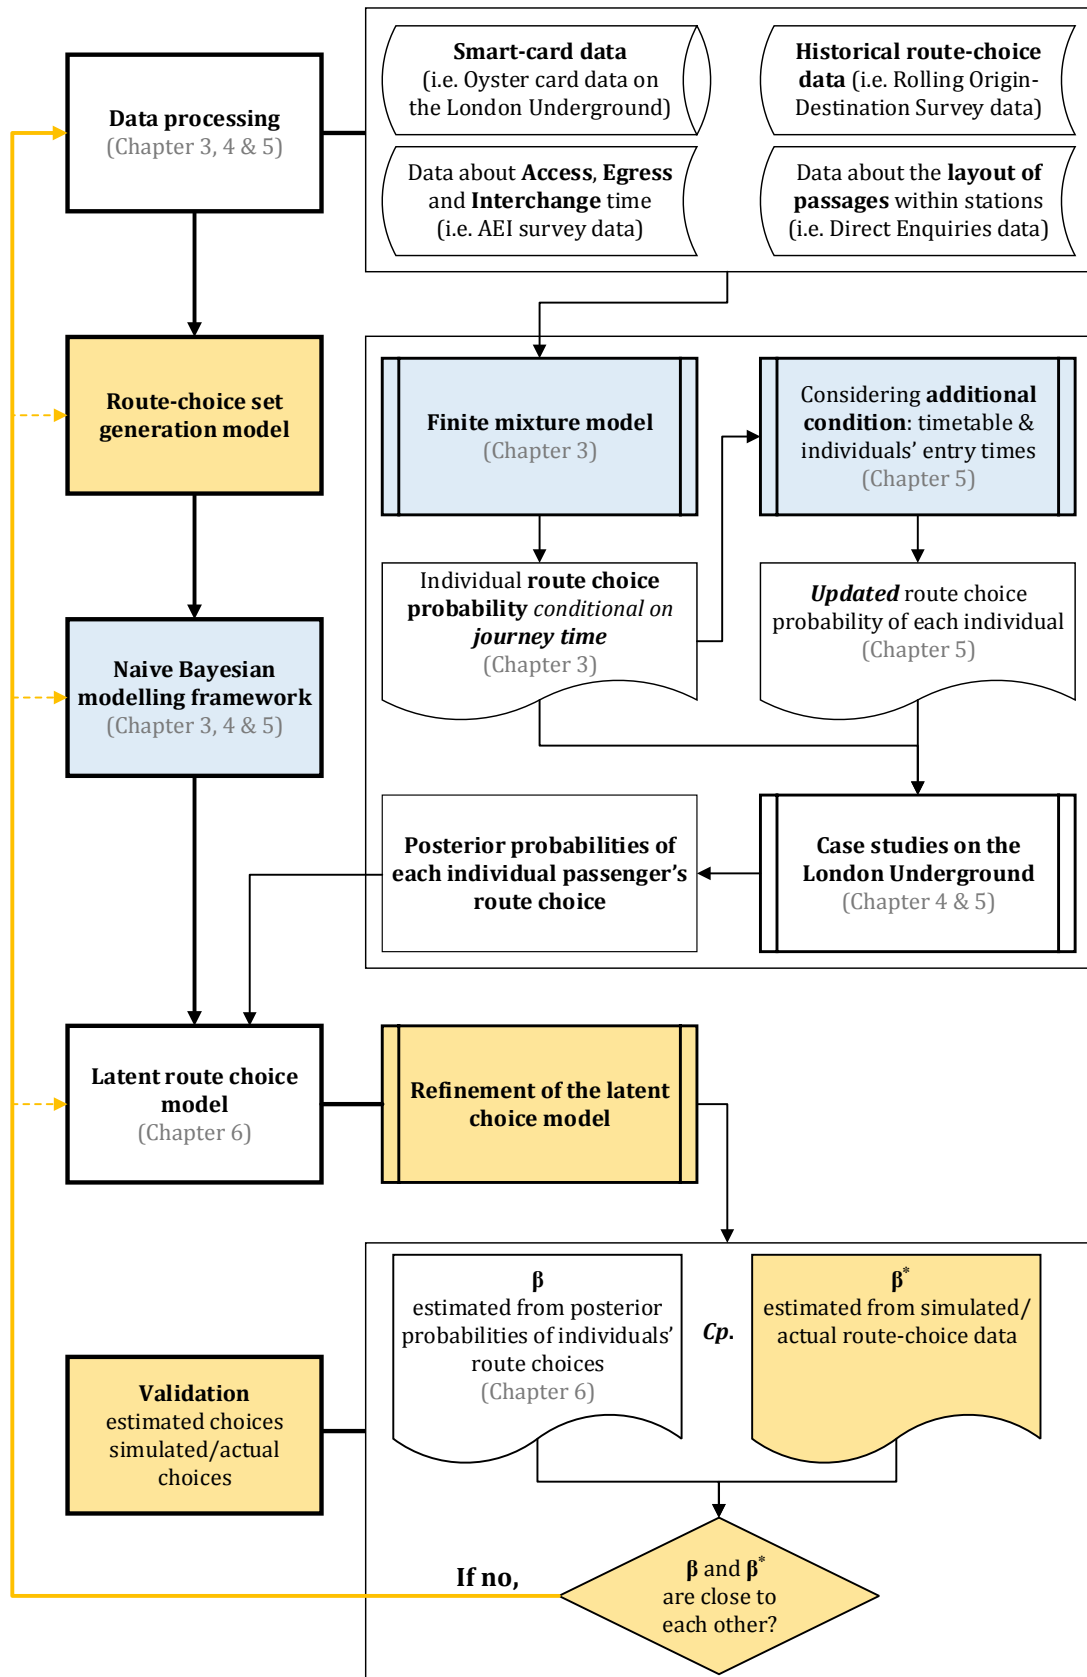 Data processing
(Chapter 3, 4 & 5)
Smart-card data
(i.e. Oyster card data on
the London Underground)
Historical route-choice
data (i.e. Rolling Origin-
Destination Survey data)
Data about Access, Egress
and Interchange time
(i.e. AEI survey data)
Data about the layout of
passages within stations
(i.e. Direct Enquiries data)
Route-choice set
generation model
Finite mixture model
(Chapter 3)
Considering additional
condition: timetable &
individuals’ entry times
(Chapter 5)
Individual route choice
probability conditional on
journey time
(Chapter 3)
Updated route choice
probability of each individual
(Chapter 5)
Naive Bayesian
modelling framework
(Chapter 3, 4 & 5)
Posterior probabilities of
each individual passenger’s
route choice
Case studies on the
London Underground
(Chapter 4 & 5)
Latent route choice
model
(Chapter 6)
Refinement of the latent
choice model
β
estimated from posterior
probabilities of individuals’
route choices
(Chapter 6)
Cp.
β*
estimated from simulated/
actual route-choice data
Validation
estimated choices
simulated/actual
choices
If no,
β and β*
are close to
each other?